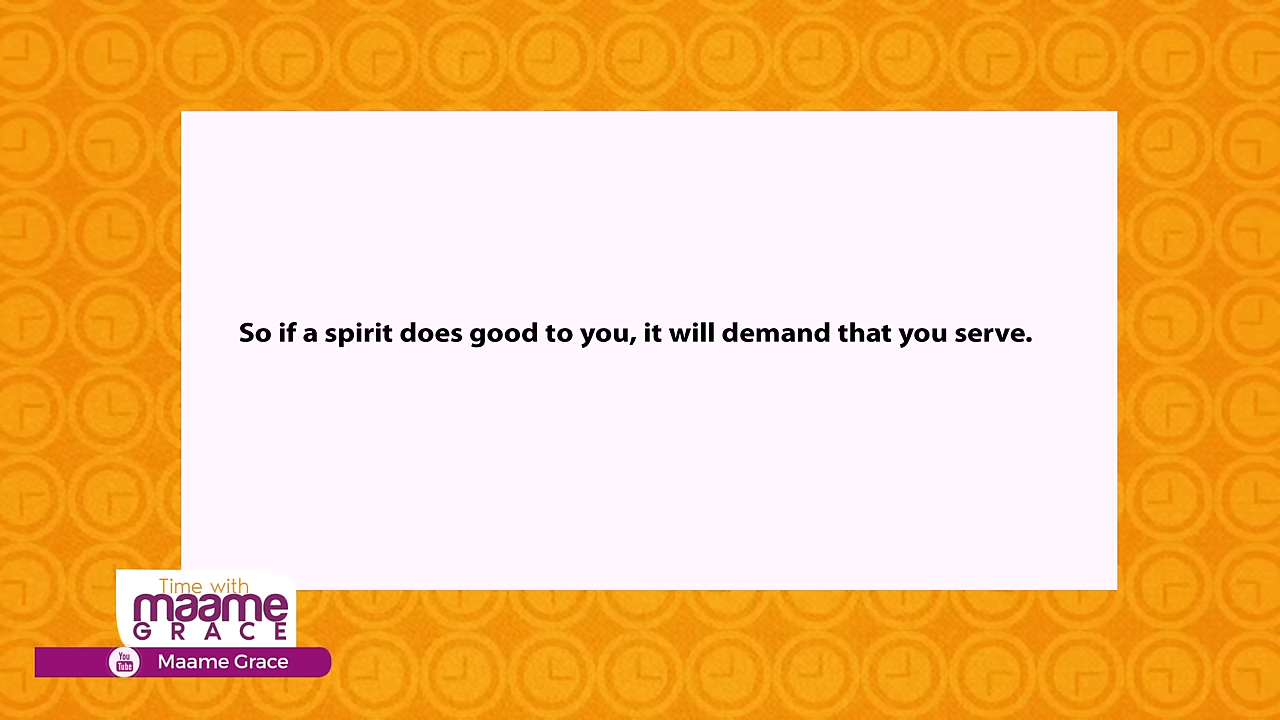 So if a spirit does good to you, it will demand that you serve.
Time with
maame
GRACE
You
Tube
Maame Grace